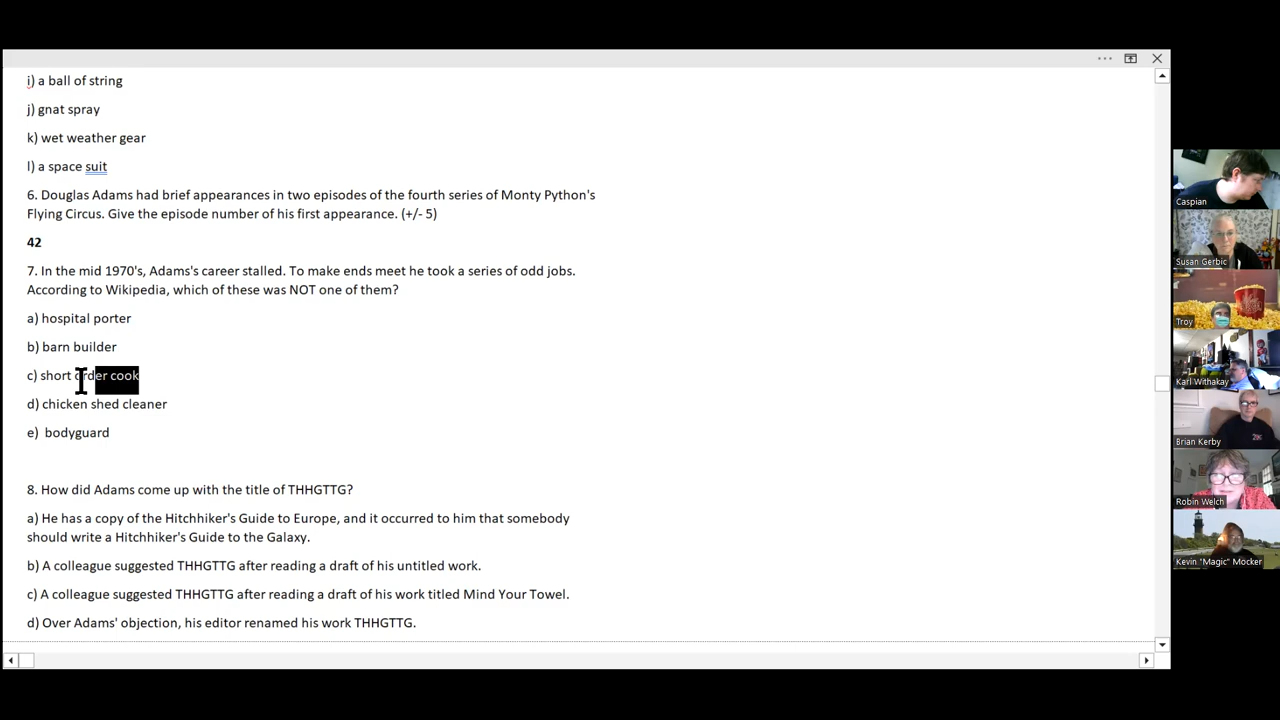 i) a ball of string
j) gnat spray
k) wet weather gear
l) a space suit
6. Douglas Adams had brief appearances in two episodes of the fourth series of Monty Python's
Flying Circus. Give the episode number of his first appearance. (+/- 5)
42
7. In the mid 1970's, Adams's career stalled. To make ends meet he took a series of odd jobs.
According to Wikipedia, which of these was NOT one of them?
a) hospital porter
b) barn builder
c) short order cook
d) chicken shed cleaner
e) bodyguard
8. How did Adams come up with the title of THHGTTG?
a) He has a copy of the Hitchhiker's Guide to Europe, and it occurred to him that somebody
should write a Hitchhiker's Guide to the Galaxy.
b) A colleague suggested THHGTTG after reading a draft of his untitled work.
c) A colleague suggested THHGTTG after reading a draft of his work titled Mind Your Towel.
d) Over Adams' objection, his editor renamed his work THHGTTG.
Caspian
Susan Gerbic
Troy
Karl Withakay
Brian Kerby
Robin Welch
Kevin "Magic" Mocker